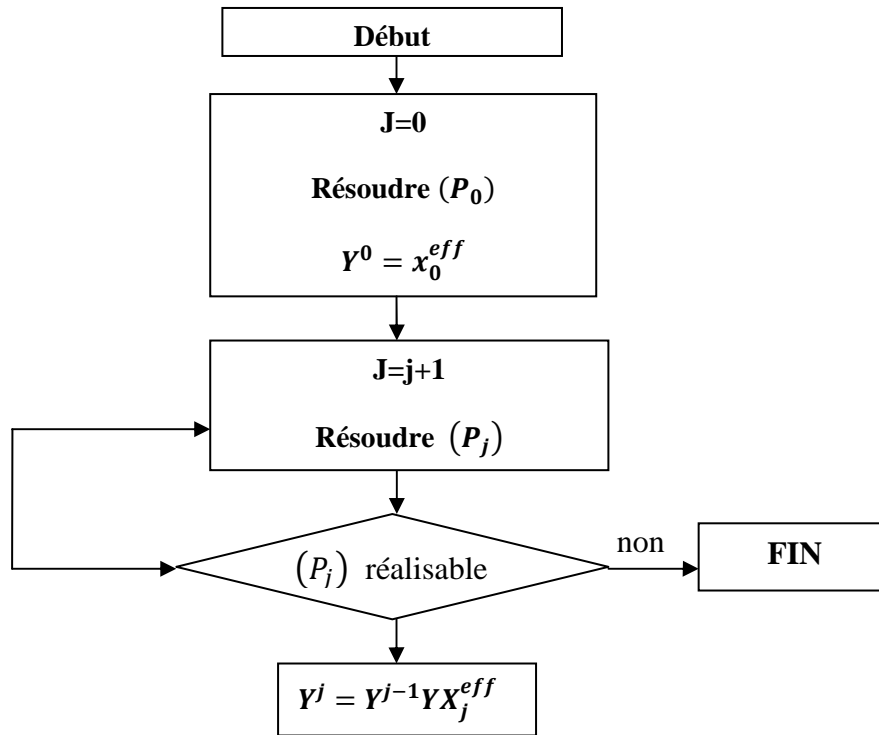 Début
J=0
Résoudre (P₀)
Y⁰ = x₀ᵉᶠᶠ
J=j+1
Résoudre (Pⱼ)
(Pⱼ) réalisable
non
FIN
Yʲ = Yʲ⁻¹YXⱼᵉᶠᶠ